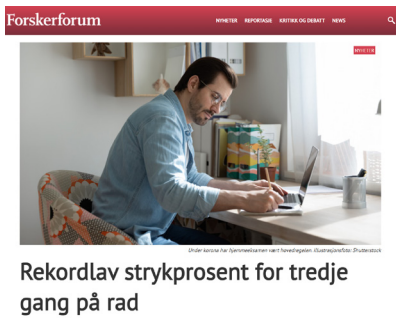 Forskerforum
NYHETER REPORTASJE KRITIKK OG DEBATT NEWS
NYHETER
Under korona har hjemmeeksamen vært hovedregelen. Illustrasjonsfoto: Shutterstock
Rekordlav strykprosent for tredje
gang på rad